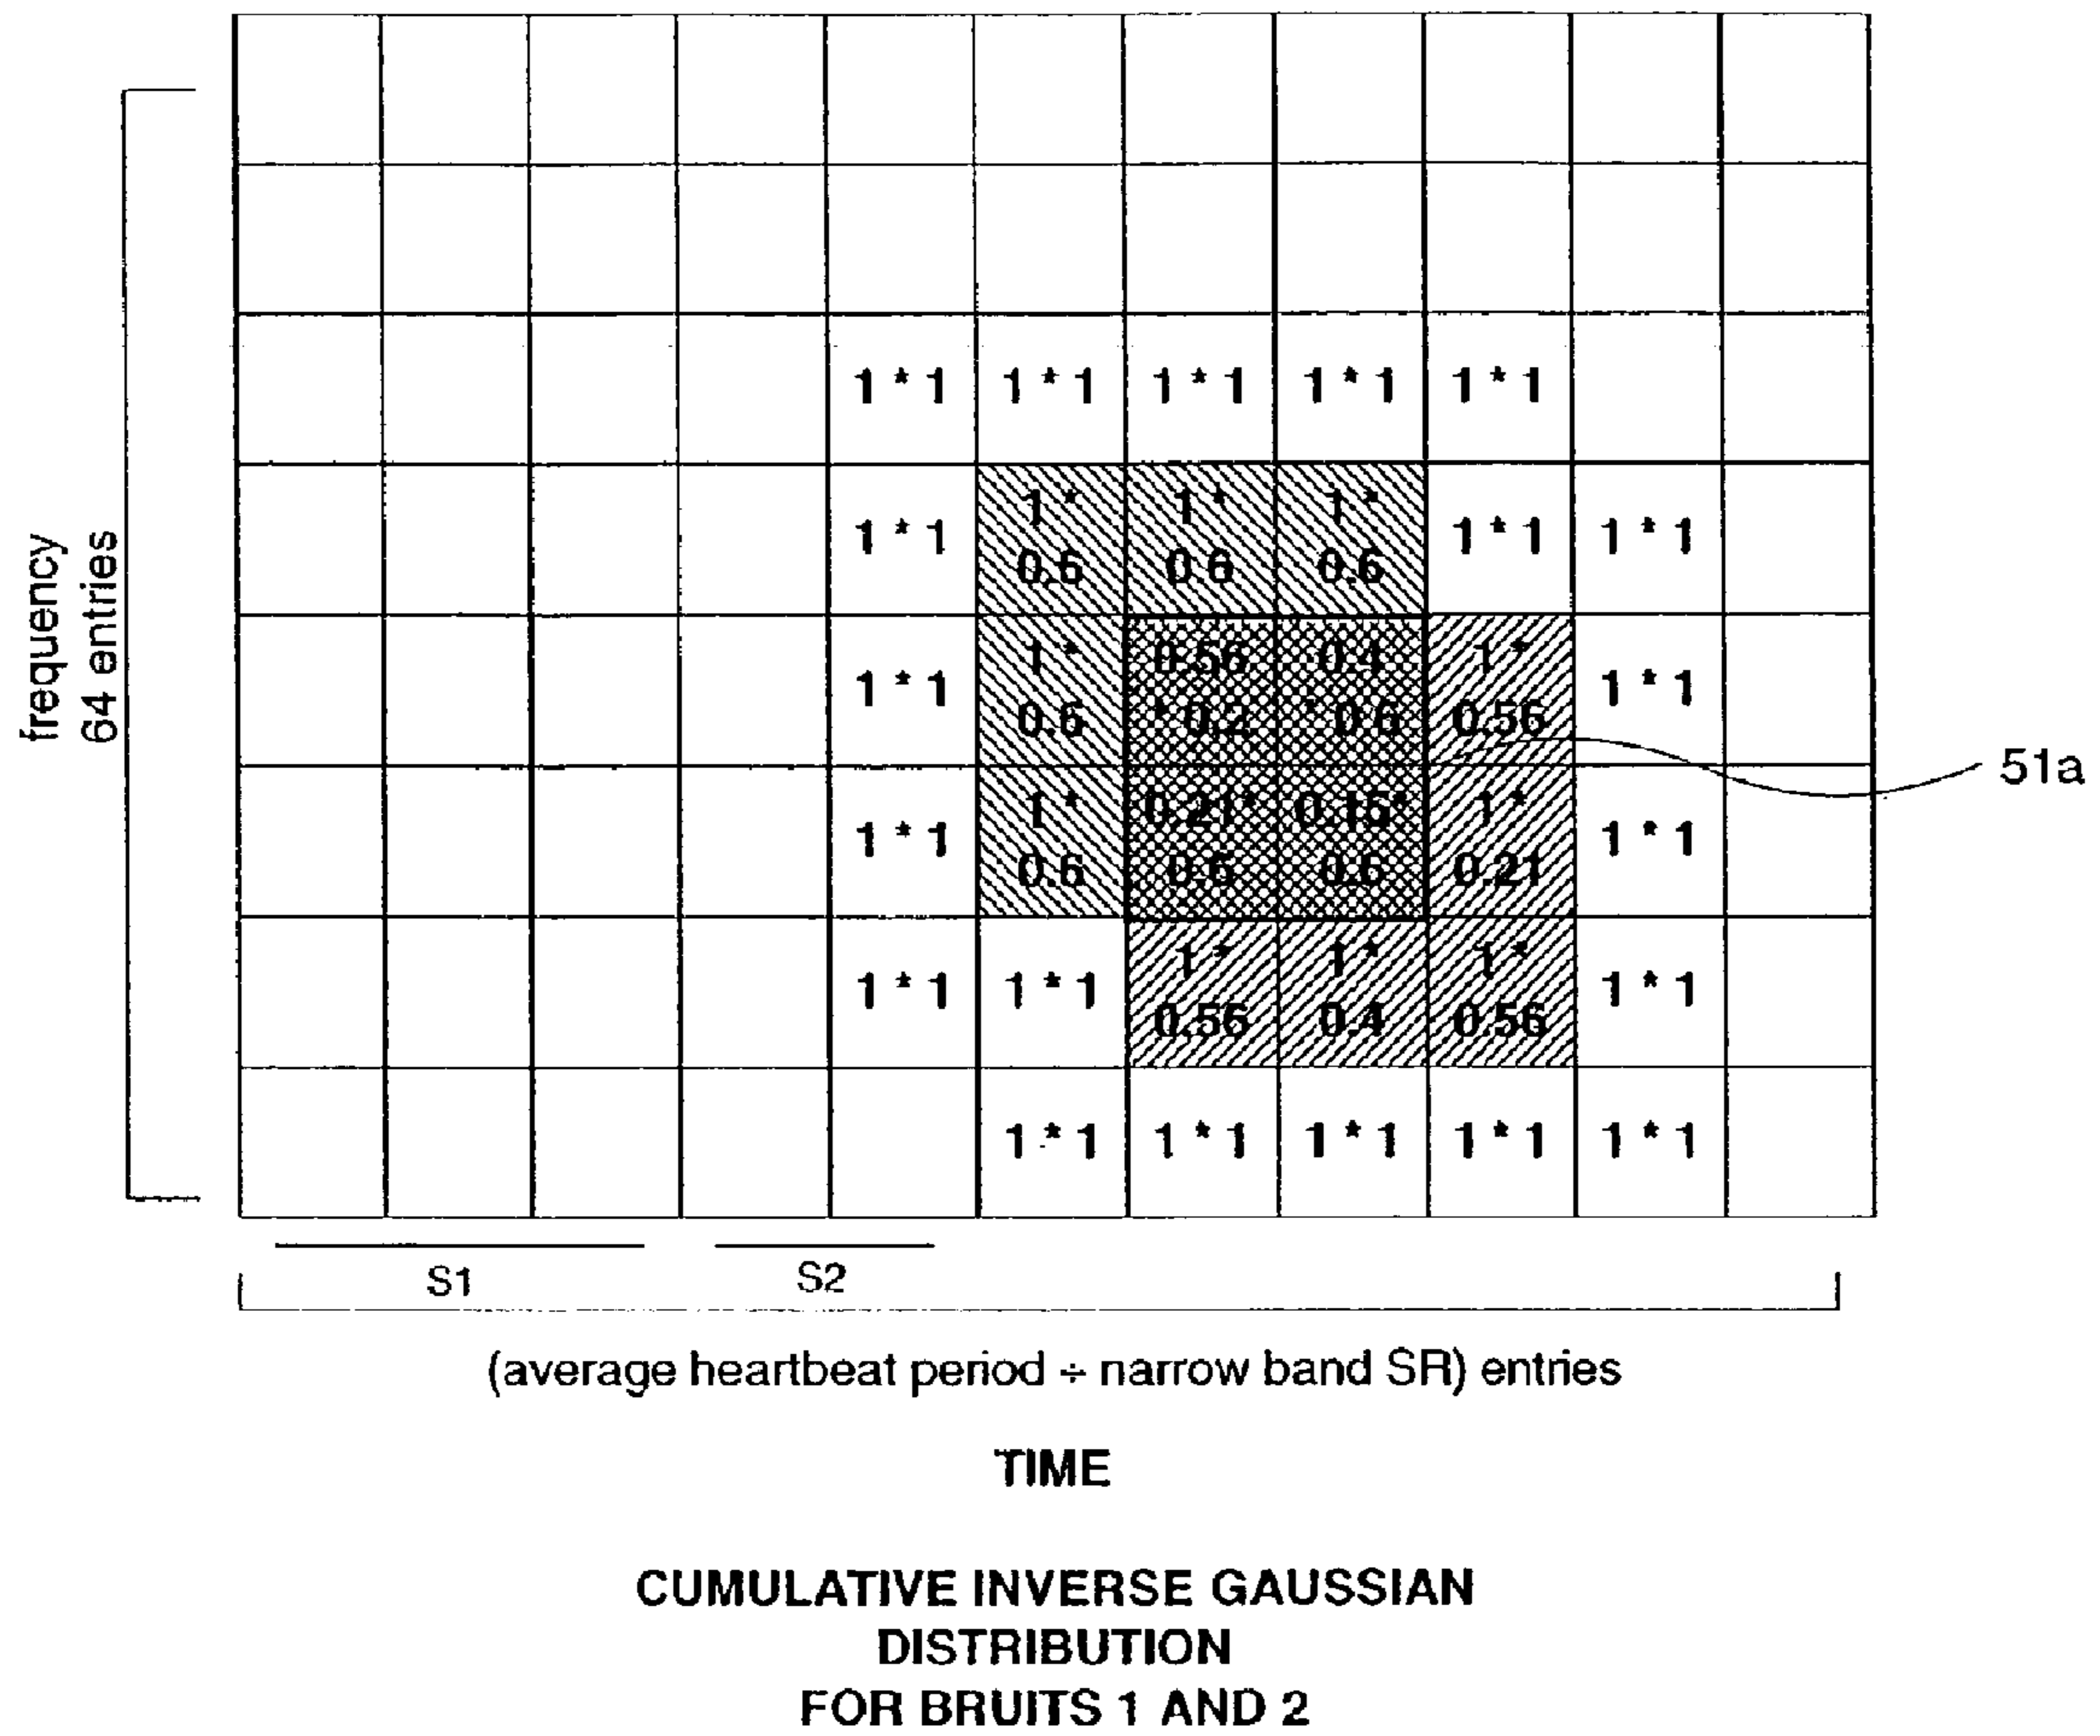 1 * 1 1 * 1 1 * 1 1 * 1 1 * 1
1 * 1 1 * 1 * 1 * 1 * 1 1 * 1
0.6 0.6 0.6
1 * 1 1 * 0.56 0.4 1 * 1 * 1
0.6 * 0.2 * 0.6 0.56
1 * 1 1 * 0.21* 0.15* 1 * 1 * 1
0.6 0.6 0.6 0.21
1 * 1 1 * 1 1 * 1 * 1 * 1 * 1
0.56 0.4 0.56
1 * 1 1 * 1 1 * 1 1 * 1 1 * 1
frequency
64 entries
51a
S1 S2
(average heartbeat period ÷ narrow band SR) entries
TIME
CUMULATIVE INVERSE GAUSSIAN
DISTRIBUTION
FOR BRUITS 1 AND 2